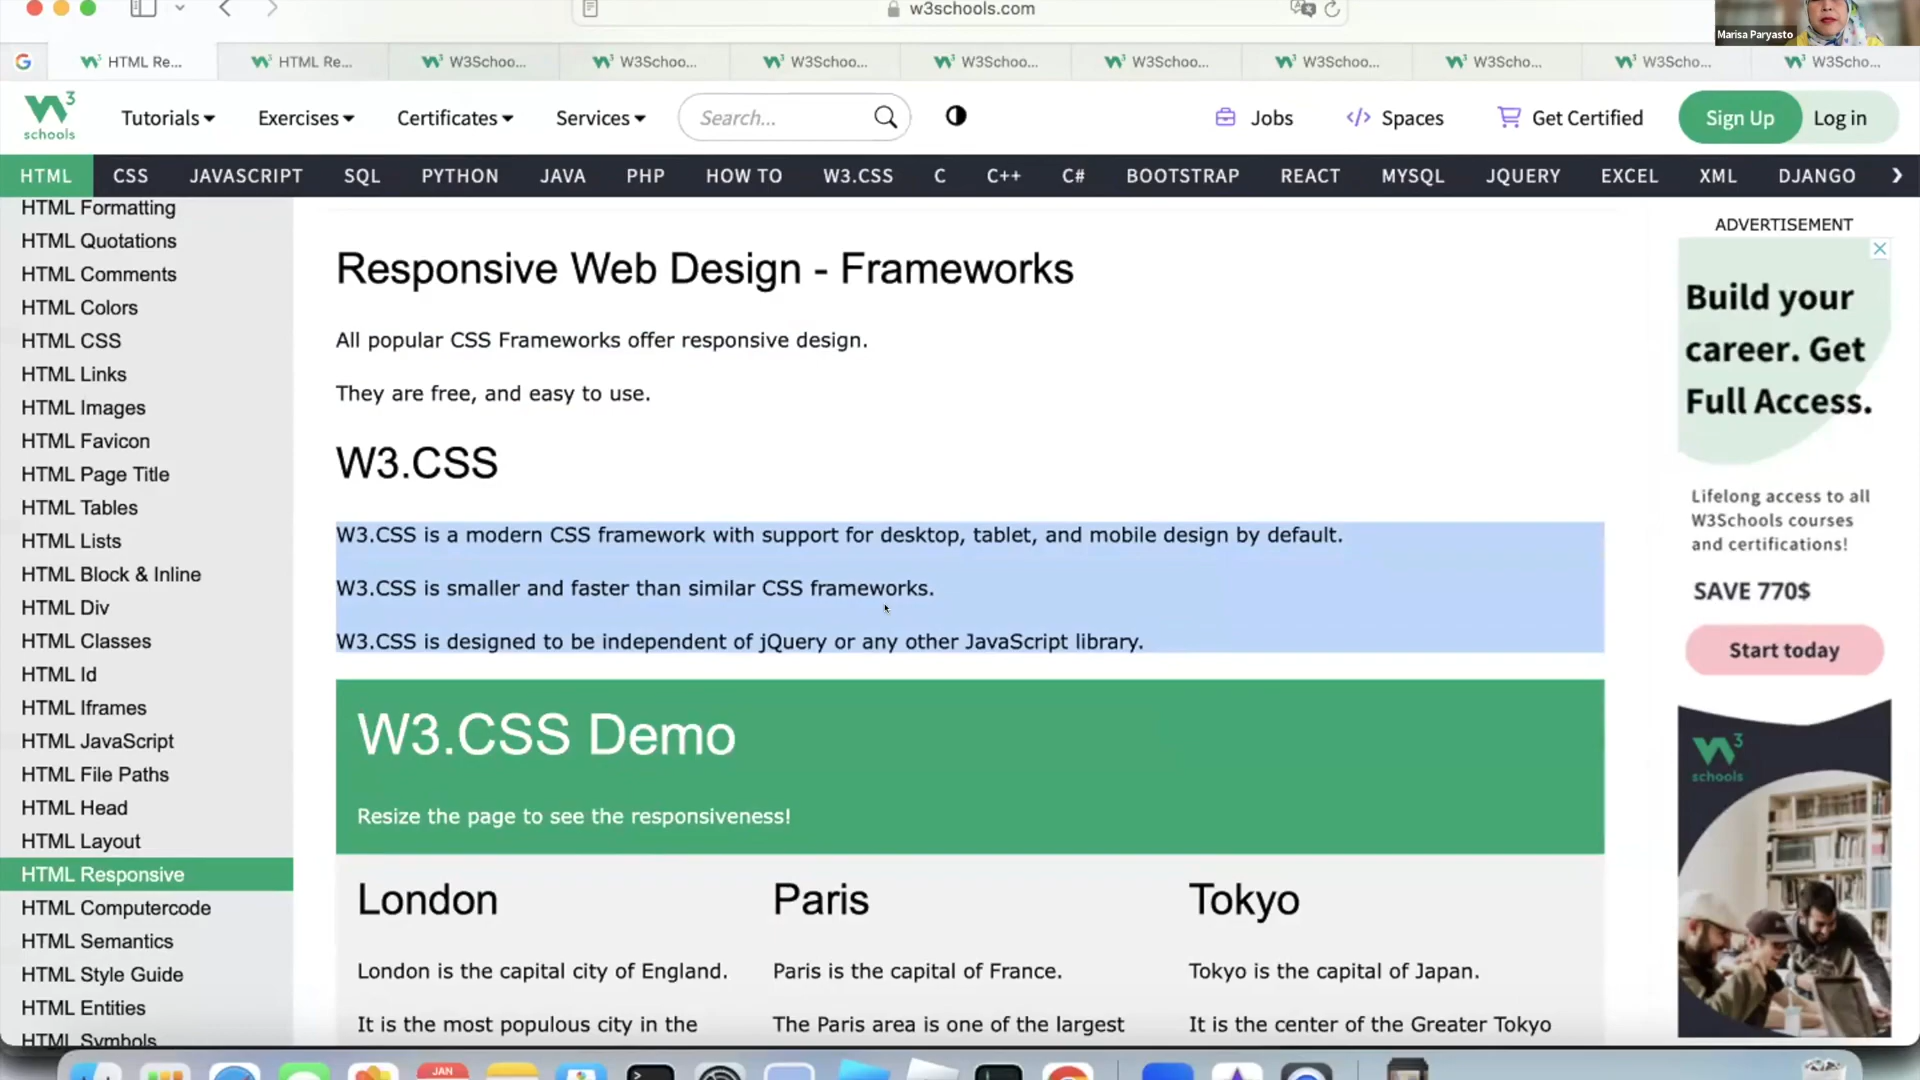 w3schools.com
Marisa Paryasto
HTML Re...
HTML Re...
W3Schoo...
W3Schoo...
W3Schoo...
W3Schoo...
W3Schoo...
W3Schoo...
W3Scho...
W3Scho...
W3Scho...
W3 schools
Tutorials
Exercises
Certificates
Services
Search...
Jobs
Spaces
Get Certified
Sign Up
Log in
HTML
CSS
JAVASCRIPT
SQL
PYTHON
JAVA
PHP
HOW TO
W3.CSS
C
C++
C#
BOOTSTRAP
REACT
MYSQL
JQUERY
EXCEL
XML
DJANGO
HTML Formatting
HTML Quotations
HTML Comments
HTML Colors
HTML CSS
HTML Links
HTML Images
HTML Favicon
HTML Page Title
HTML Tables
HTML Lists
HTML Block & Inline
HTML Div
HTML Classes
HTML Id
HTML Iframes
HTML JavaScript
HTML File Paths
HTML Head
HTML Layout
HTML Responsive
HTML Computercode
HTML Semantics
HTML Style Guide
HTML Entities
HTML Symbols
Responsive Web Design - Frameworks
All popular CSS Frameworks offer responsive design.
They are free, and easy to use.
W3.CSS
W3.CSS is a modern CSS framework with support for desktop, tablet, and mobile design by default.
W3.CSS is smaller and faster than similar CSS frameworks.
W3.CSS is designed to be independent of jQuery or any other JavaScript library.
W3.CSS Demo
Resize the page to see the responsiveness!
London
London is the capital city of England.
It is the most populous city in the
Paris
Paris is the capital of France.
The Paris area is one of the largest
Tokyo
Tokyo is the capital of Japan.
It is the center of the Greater Tokyo
ADVERTISEMENT
Build your
career. Get
Full Access.
Lifelong access to all
W3Schools courses
and certifications!
SAVE 770$
Start today
W3 schools
JAN